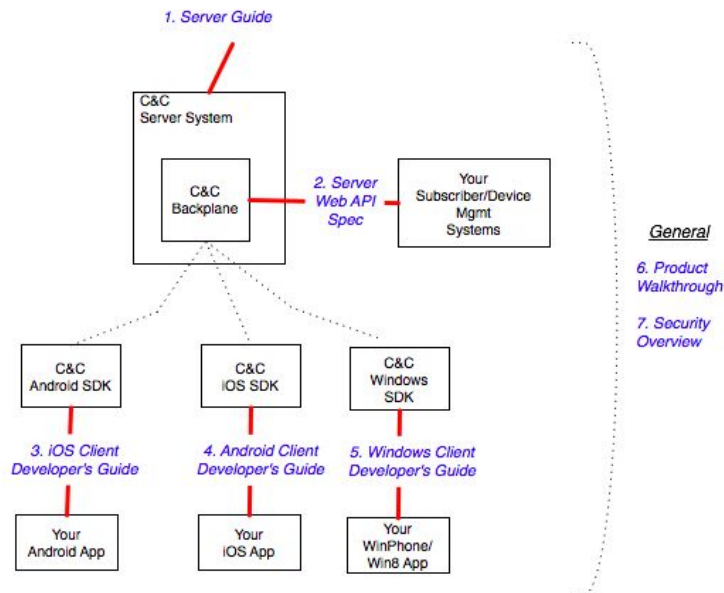 1. Server Guide
C&C
Server System
C&C
Backplane
2. Server
Web API
Spec
Your
Subscriber/Device
Mgmt
Systems
General
6. Product
Walkthrough
7. Security
Overview
C&C
Android SDK
C&C
iOS SDK
C&C
Windows
SDK
3. iOS Client
Developer's Guide
4. Android Client
Developer's Guide
5. Windows Client
Developer's Guide
Your
Android App
Your
iOS App
Your
WinPhone/
Win8 App